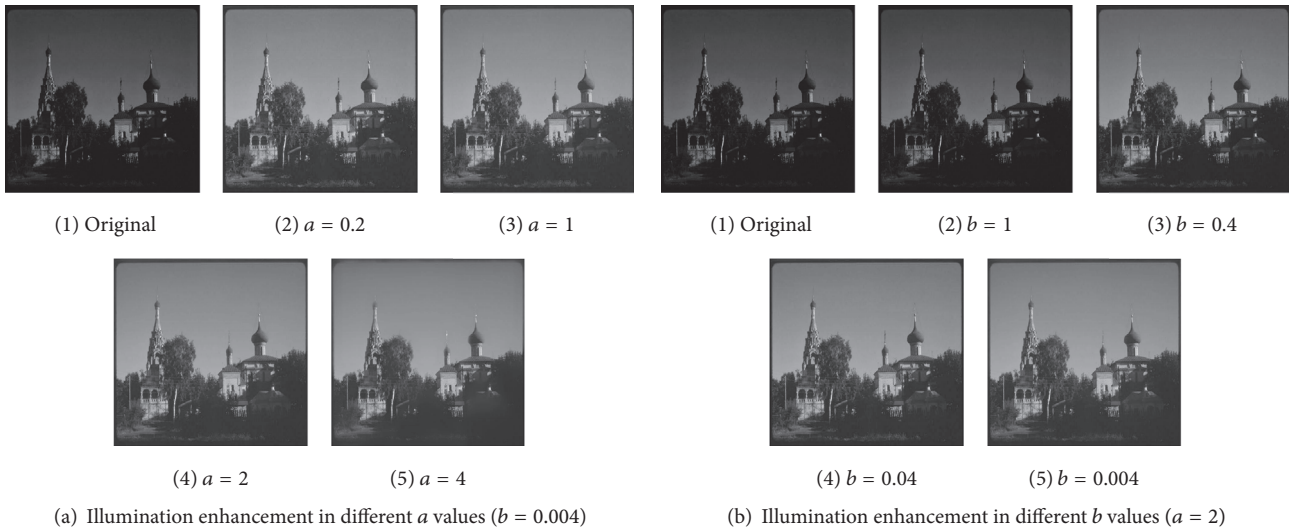 (1) Original
(2) a = 0.2
(3) a = 1
(1) Original
(2) b = 1
(3) b = 0.4
(4) a = 2
(5) a = 4
(4) b = 0.04
(5) b = 0.004
(a) Illumination enhancement in different a values (b = 0.004)
(b) Illumination enhancement in different b values (a = 2)